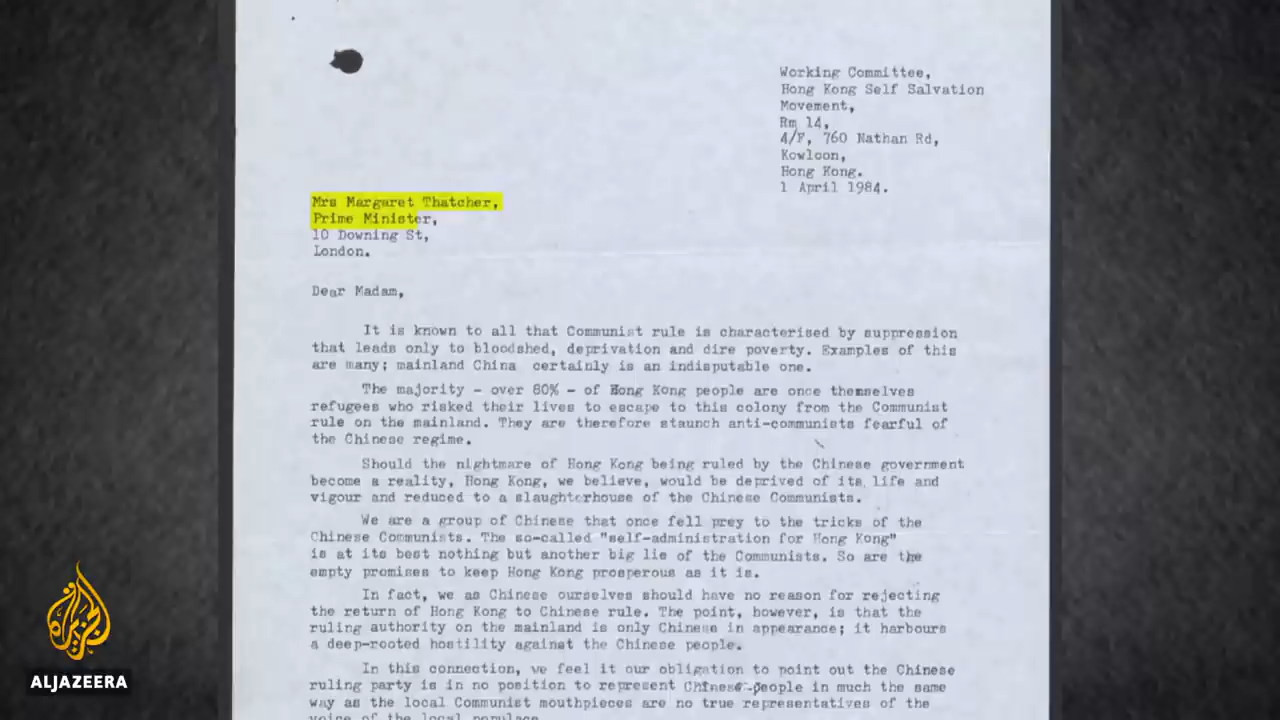 Working Committee,
Hong Kong Self Salvation
Movement,
Rm 14,
4/F, 760 Nathan Rd,
Kowloon,
Hong Kong.
1 April 1984.
Mrs Margaret Thatcher,
Prime Minister,
10 Downing St,
London.
Dear Madam,
It is known to all that Communist rule is characterised by suppression
that leads only to bloodshed, deprivation and dire poverty. Examples of this
are many; mainland China certainly is an indisputable one.
The majority - over 80% - of Hong Kong people are once themselves
refugees who risked their lives to escape to this colony from the Communist
rule on the mainland. They are therefore staunch anti-communists fearful of
the Chinese regime.
Should the nightmare of Hong Kong being ruled by the Chinese government
become a reality, Hong Kong, we believe, would be deprived of its life and
vigour and reduced to a slaughterhouse of the Chinese Communists.
We are a group of Chinese that once fell prey to the tricks of the
Chinese Communists. The so-called "self-administration for Hong Kong"
is at its best nothing but another big lie of the Communists. So are the
empty promises to keep Hong Kong prosperous as it is.
In fact, we as Chinese ourselves should have no reason for rejecting
the return of Hong Kong to Chinese rule. The point, however, is that the
ruling authority on the mainland is only Chinese in appearance; it harbours
a deep-rooted hostility against the Chinese people.
In this connection, we feel it our obligation to point out the Chinese
ruling party is in no position to represent Chinese people in much the same
way as the local Communist mouthpieces are no true representatives of the
voice of the local populace.
ALJAZEERA